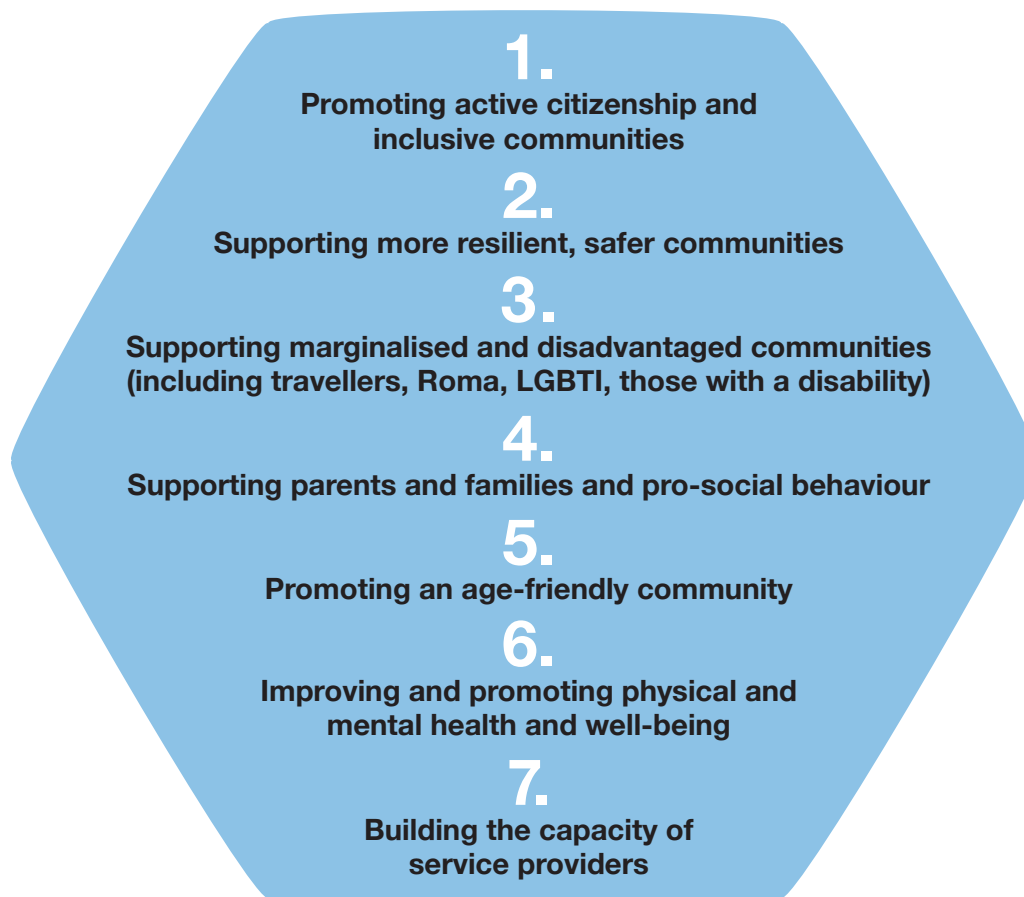 1.
Promoting active citizenship and
inclusive communities
2.
Supporting more resilient, safer communities
3.
Supporting marginalised and disadvantaged communities
(including travellers, Roma, LGBTI, those with a disability)
4.
Supporting parents and families and pro-social behaviour
5.
Promoting an age-friendly community
6.
Improving and promoting physical and
mental health and well-being
7.
Building the capacity of
service providers